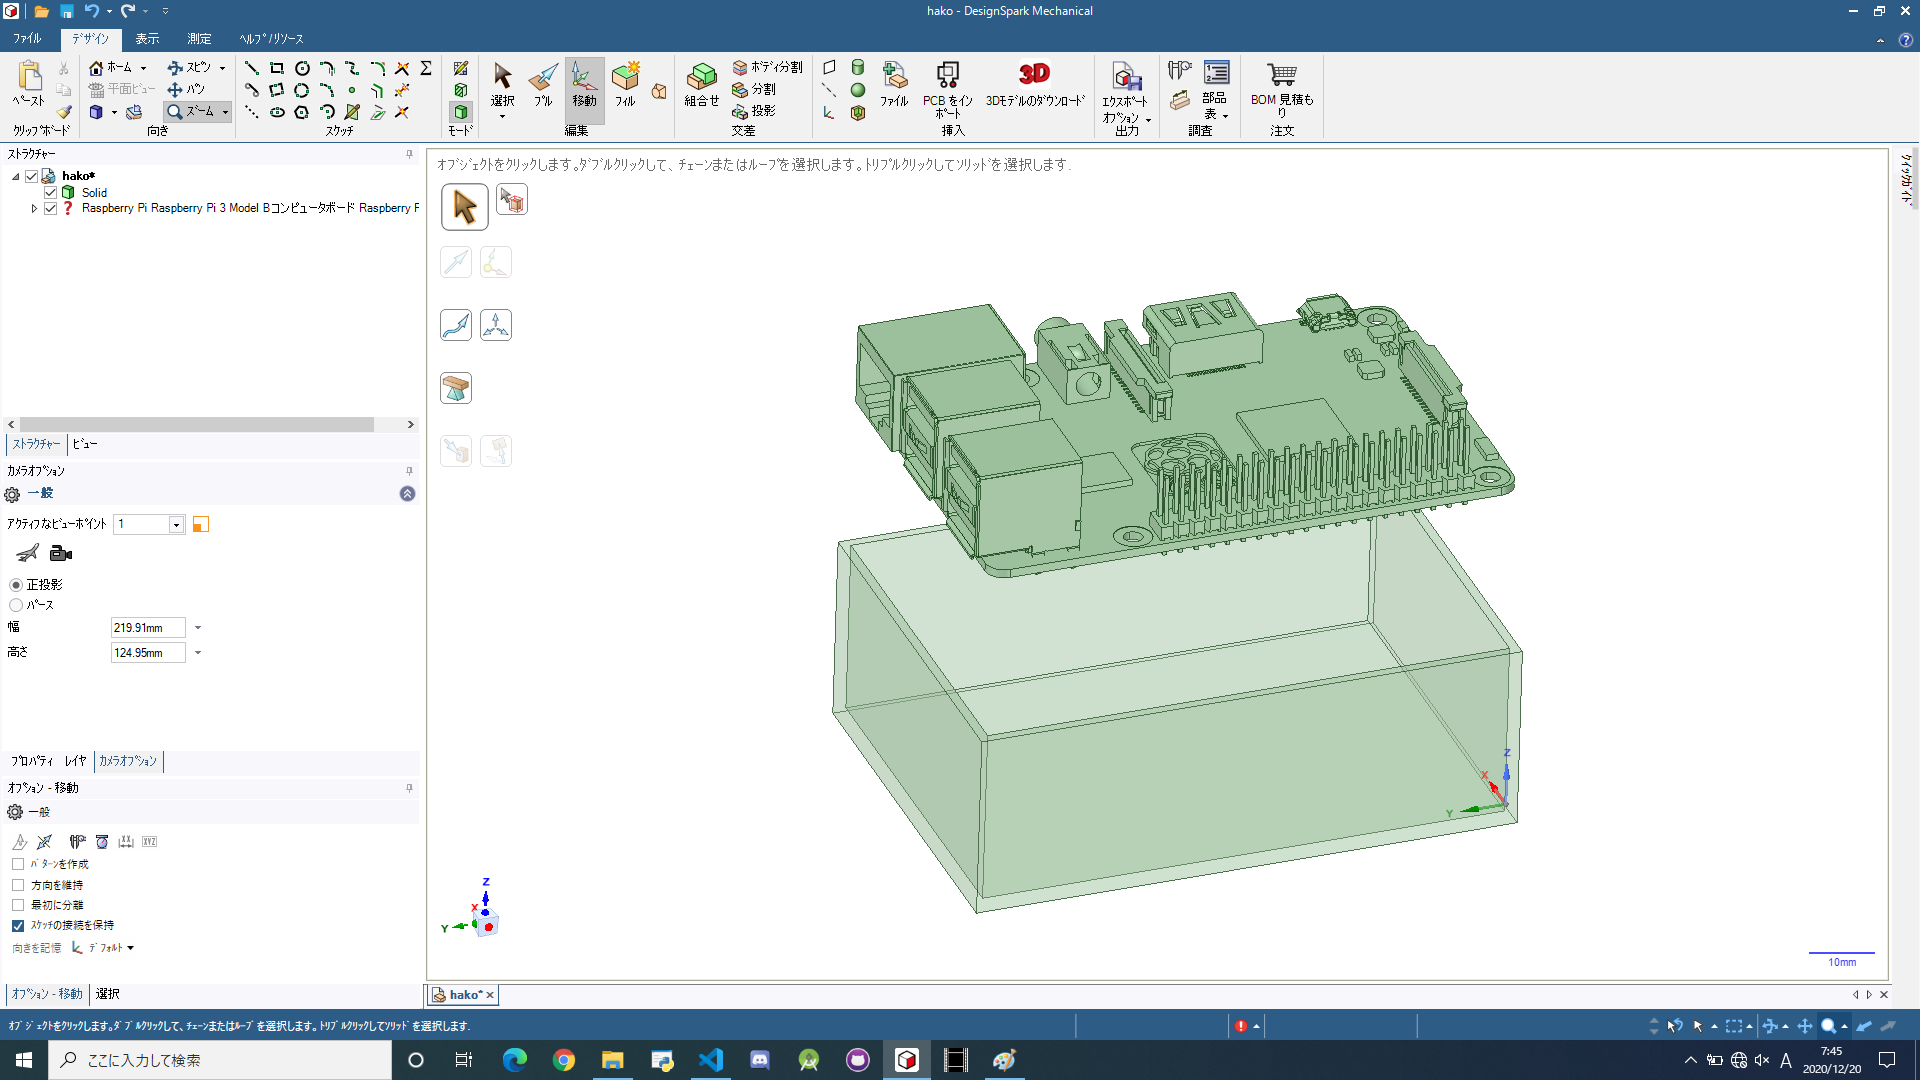 hako - DesignSpark Mechanical
ファイル デザイン 表示 測定 ヘルプ/リソース
ペースト
クリップボード
ホーム スピン
平面ビュー パン
ズーム
向き
スケッチ
モード
選択 プル 移動 フィル
編集
組合せ
ボディ分割
分割
投影
交差
ファイル
PCB をインポート
3D
3Dモデルのダウンロード
挿入
エクスポート
オプション
出力
部品表
調査
BOM 見積もり
注文
ストラクチャー
hako*
Solid
Raspberry Pi Raspberry Pi 3 Model Bコンピュータボード Raspberry P
ストラクチャー ビュー
カメラオプション
一般
アクティブなビューポイント 1
正投影
パース
幅 219.91mm
高さ 124.95mm
プロパティ レイヤ カメラオプション
オプション - 移動
一般
XYZ
パターンを作成
方向を維持
最初に分離
スケッチの接続を保持
向きを記憶 デフォルト
オプション - 移動 選択
オブジェクトをクリックします。ダブルクリックして、チェーンまたはループを選択します。トリプルクリックしてソリッドを選択します.
Z
X
Y
Z
X
Y
10mm
クイックガイド
hako*
オブジェクトをクリックします。ダブルクリックして、チェーンまたはループを選択します。トリプルクリックしてソリッドを選択します.
ここに入力して検索
A
7:45
2020/12/20